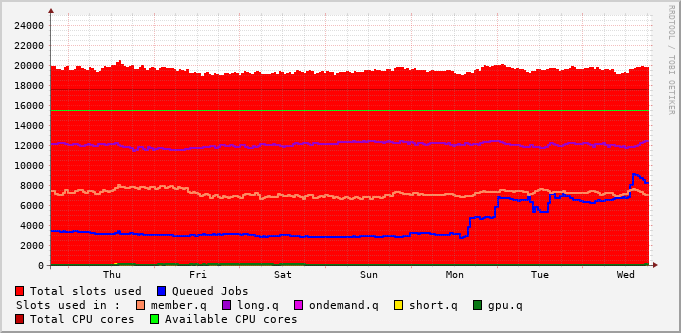 RRDTOOL / TOBI OETIKER
24000
22000
20000
18000
16000
14000
12000
10000
8000
6000
4000
2000
0
Thu Fri Sat Sun Mon Tue Wed
Total slots used Queued Jobs
Slots used in : member.q long.q ondemand.q short.q gpu.q
Total CPU cores Available CPU cores